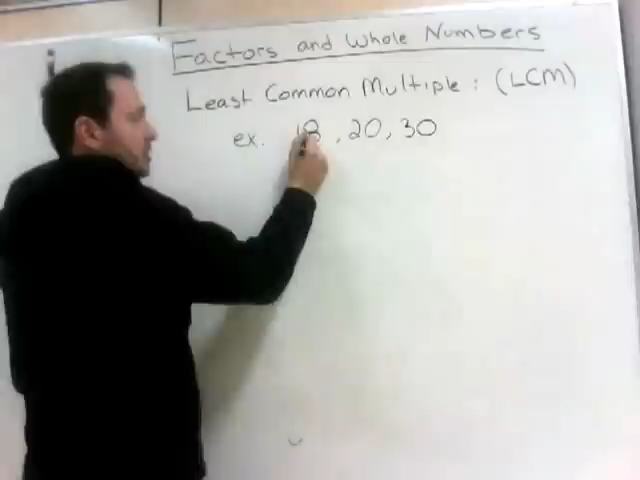 Factors and Whole Numbers
Least Common Multiple : (LCM)
ex. 18, 20, 30